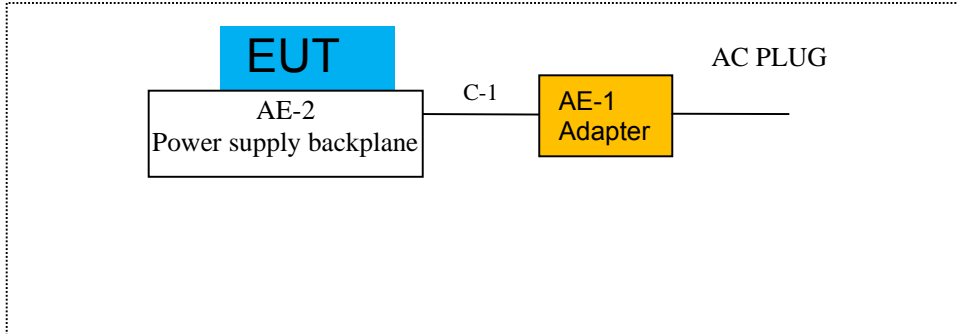 EUT
AC PLUG
AE-2
Power supply backplane
C-1
AE-1
Adapter